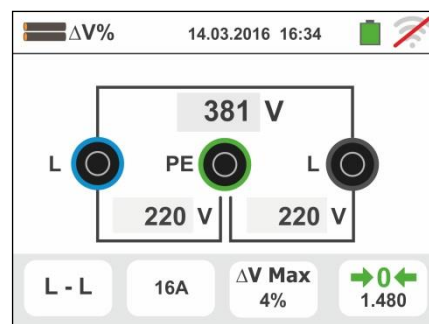 ΔV% 14.03.2016 16:34
381 V
L PE L
220 V 220 V
L - L 16A ΔV Max 4% →0← 1.480